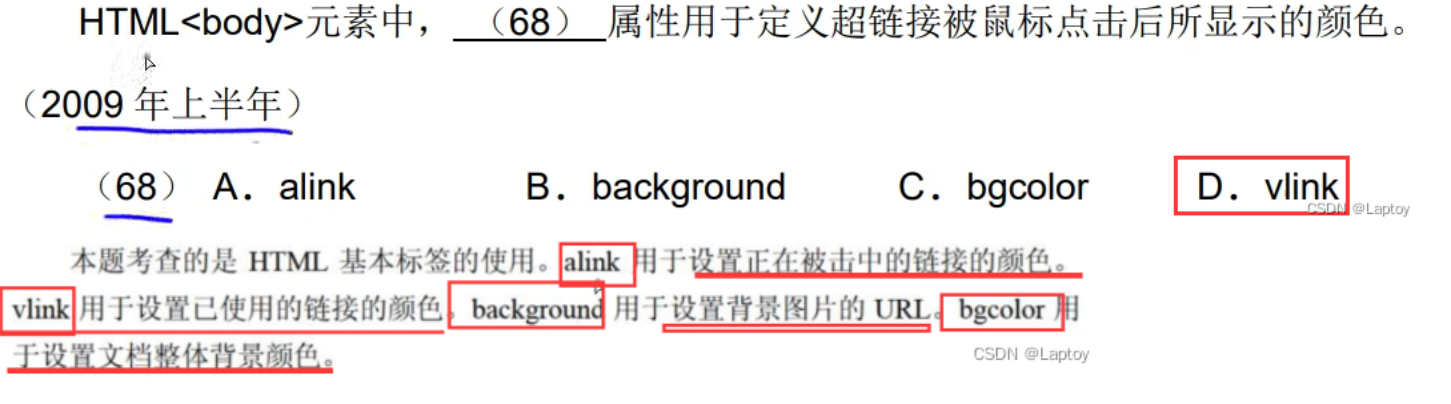 HTML<body>元素中，（68）属性用于定义超链接被鼠标点击后所显示的颜色。
（2009 年上半年）
（68） A．alink B．background C．bgcolor D．vlink
CSDN @Laptoy
本题考查的是 HTML 基本标签的使用。alink 用于设置正在被击中的链接的颜色。
vlink 用于设置已使用的链接的颜色。background 用于设置背景图片的 URL。bgcolor 用
于设置文档整体背景颜色。
CSDN @Laptoy